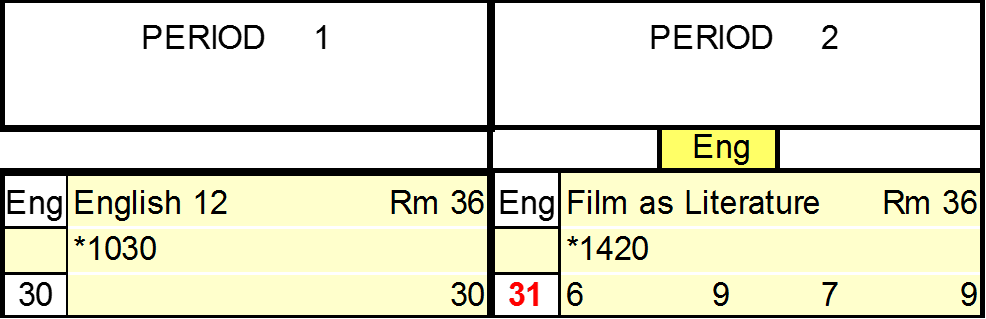 PERIOD 1 PERIOD 2
Eng
Eng English 12 Rm 36 Eng Film as Literature Rm 36
*1030 *1420
30 30 31 6 9 7 9